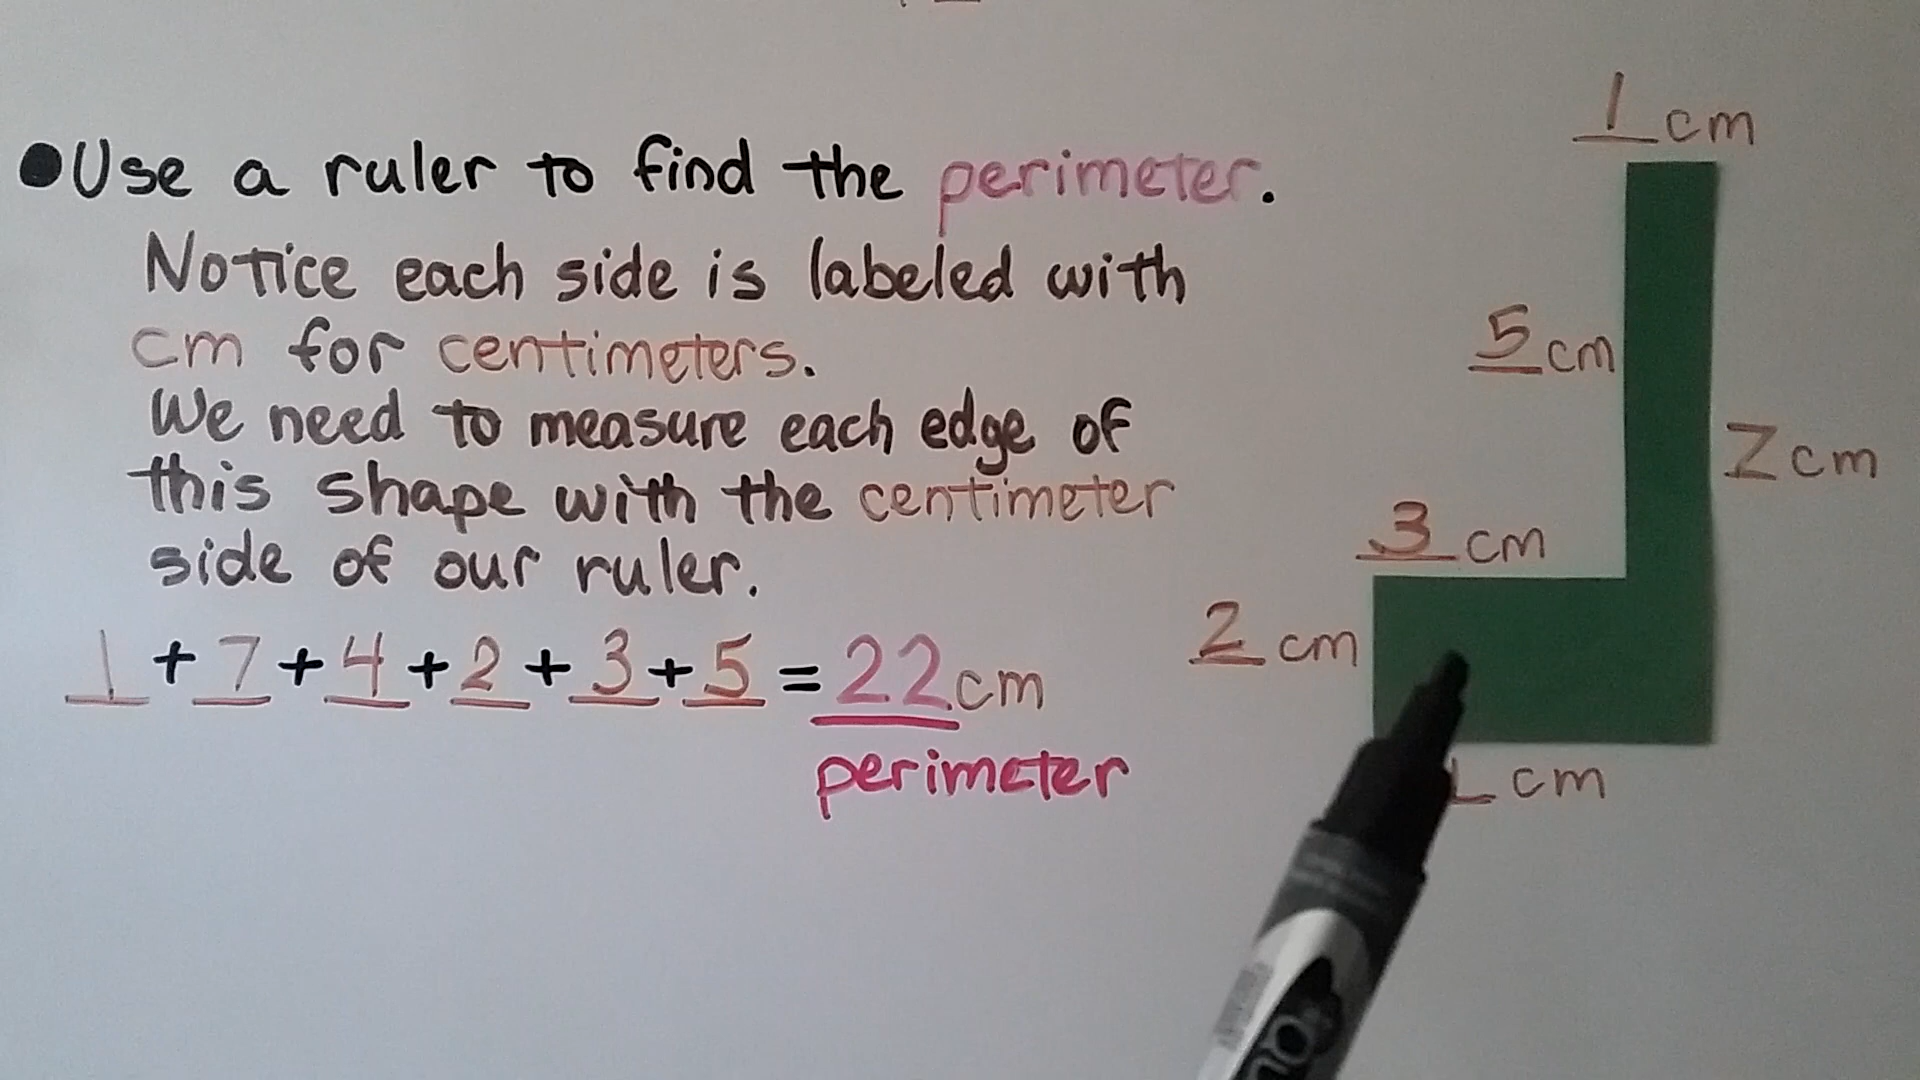 ●Use a ruler to find the perimeter.
Notice each side is labeled with
cm for centimeters.
We need to measure each edge of
this shape with the centimeter
side of our ruler.
1 + 7 + 4 + 2 + 3 + 5 = 22 cm
perimeter
1 cm
5 cm
7 cm
3 cm
2 cm
cm